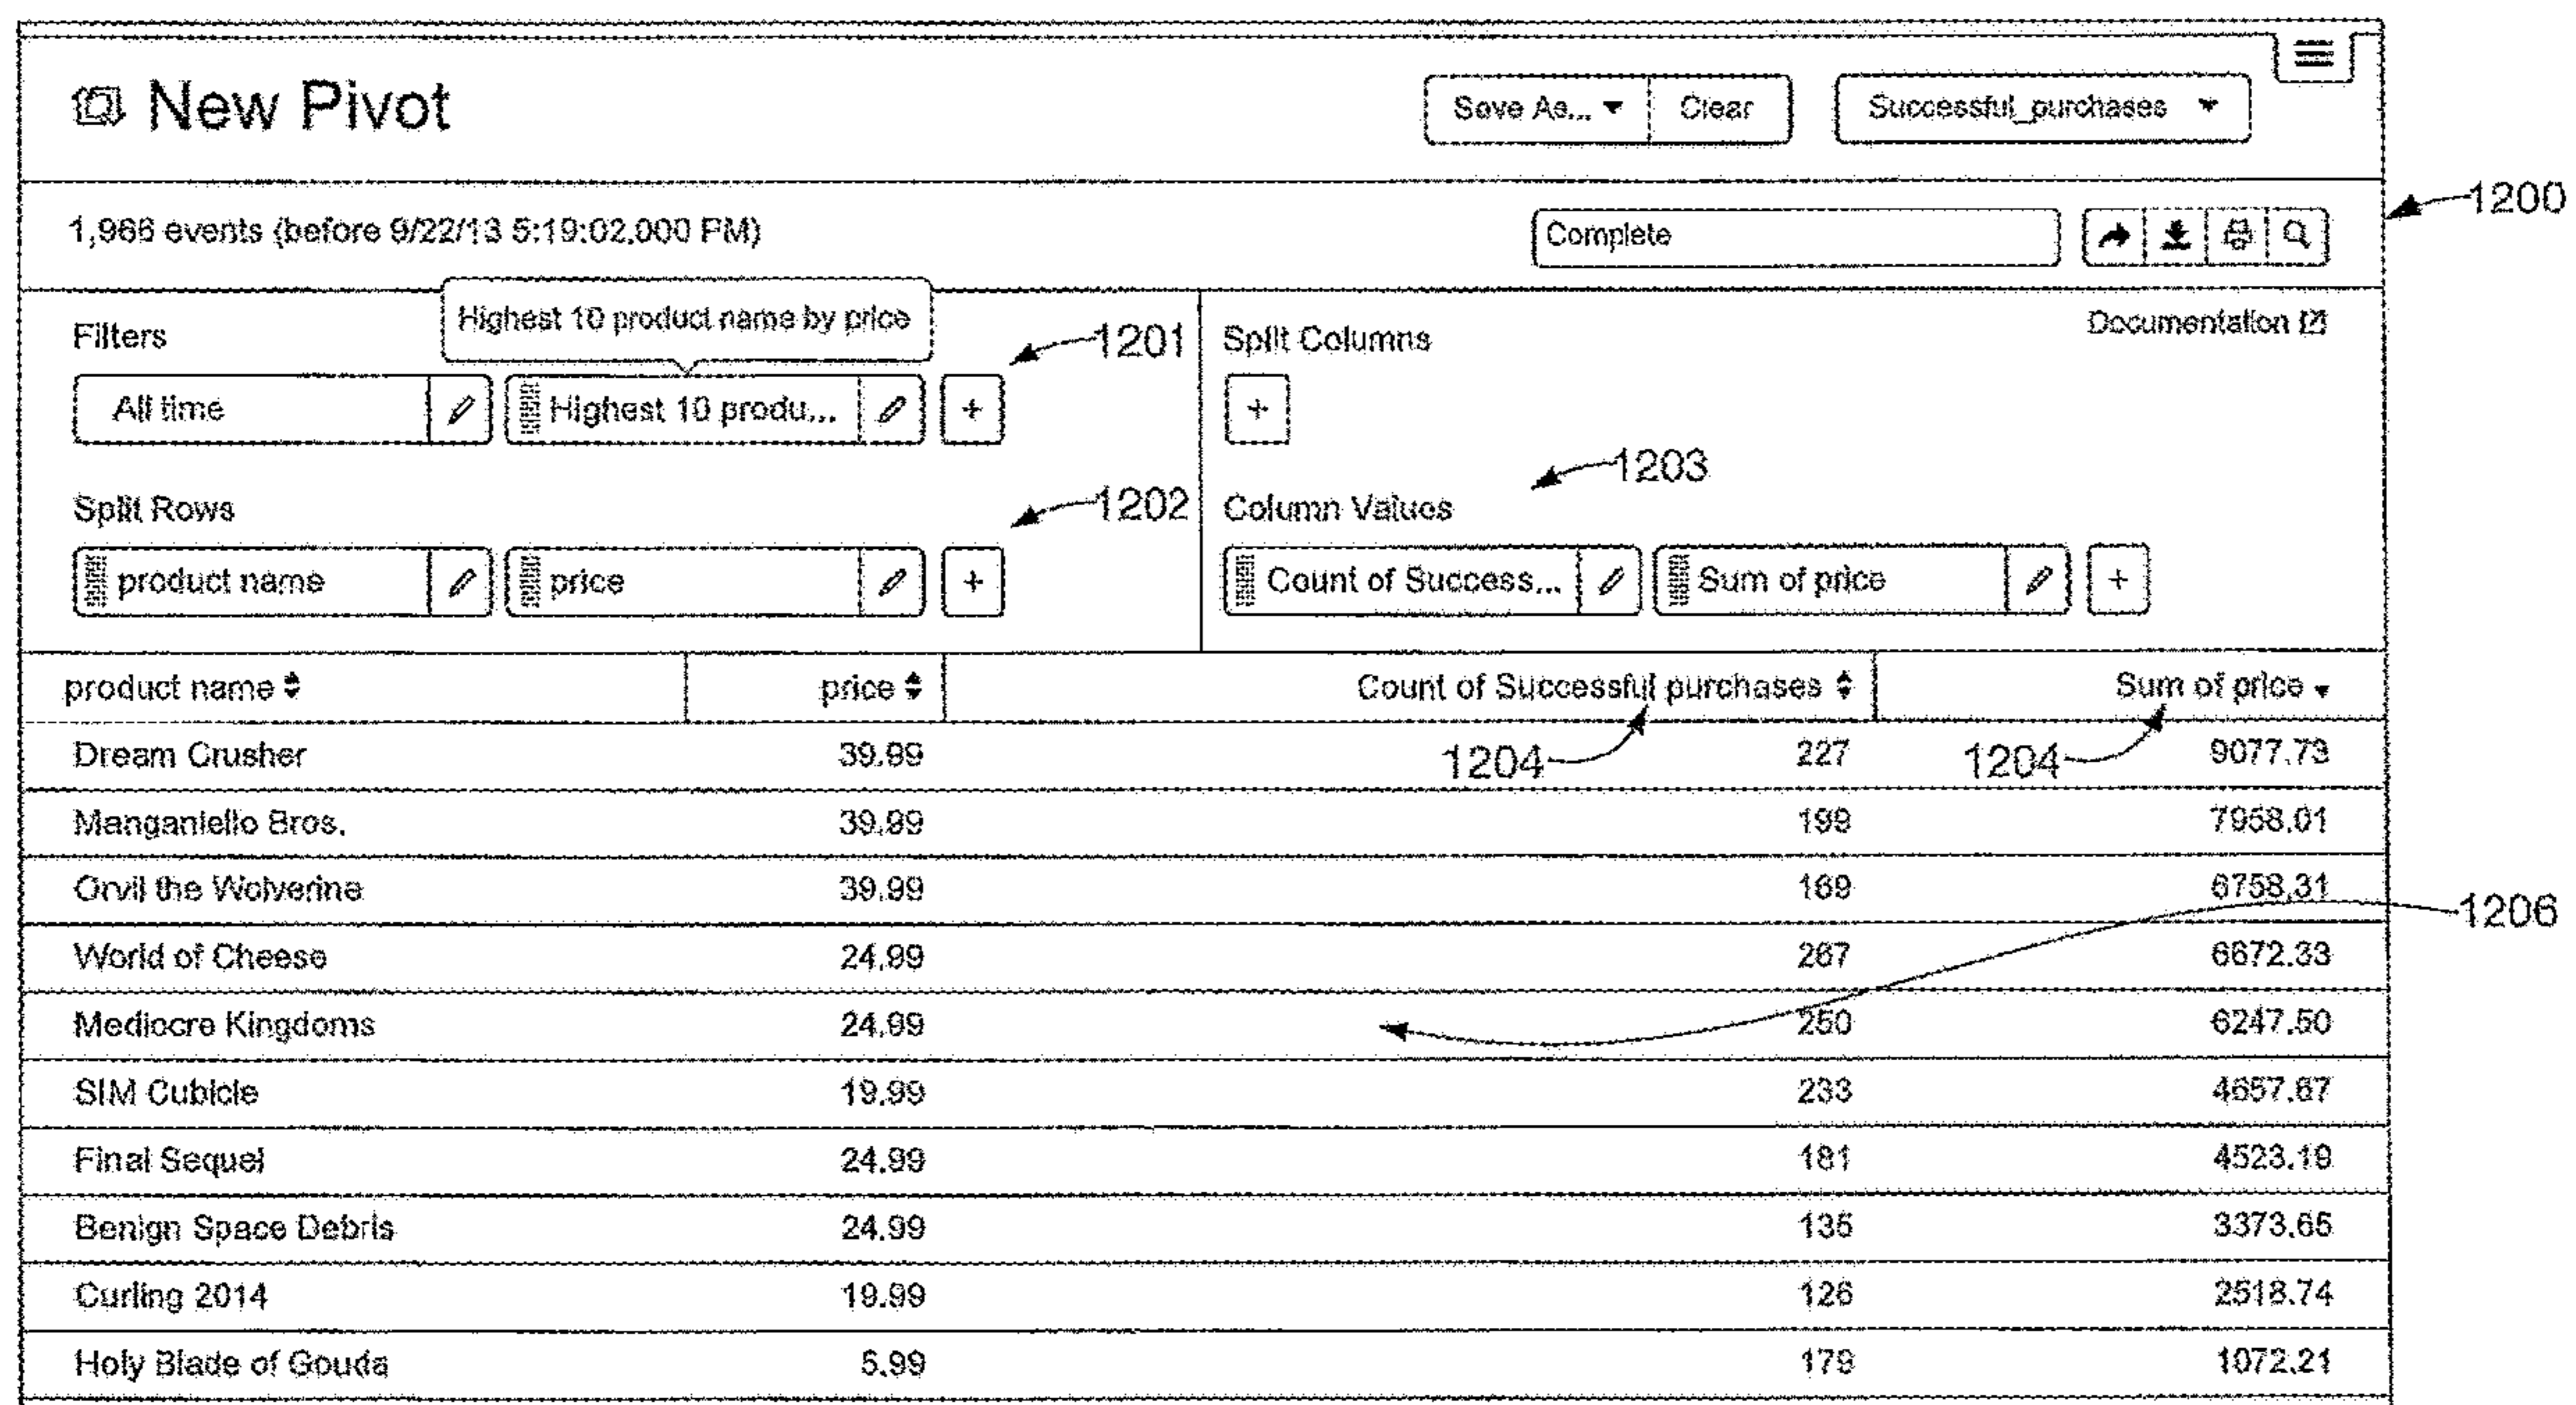 New Pivot
Save As... Clear Successful_purchases
1200
1,966 events (before 9/22/13 5:19:02.000 PM) Complete
Highest 10 product name by price
Filters 1201 Split Columns Documentation
All time Highest 10 produ... + +
1203
Split Rows 1202 Column Values
product name price + Count of Success... Sum of price +
product name price Count of Successful purchases Sum of price
1204 1204
Dream Crusher 39.99 227 9077.73
Manganiello Bros. 39.99 199 7958.01
Orvil the Wolverine 39.99 169 6758.31
1206
World of Cheese 24.99 267 6672.33
Mediocre Kingdoms 24.99 250 6247.50
SIM Cubicle 19.99 233 4657.67
Final Sequel 24.99 181 4523.19
Benign Space Debris 24.99 135 3373.65
Curling 2014 19.99 126 2518.74
Holy Blade of Gouda 5.99 179 1072.21